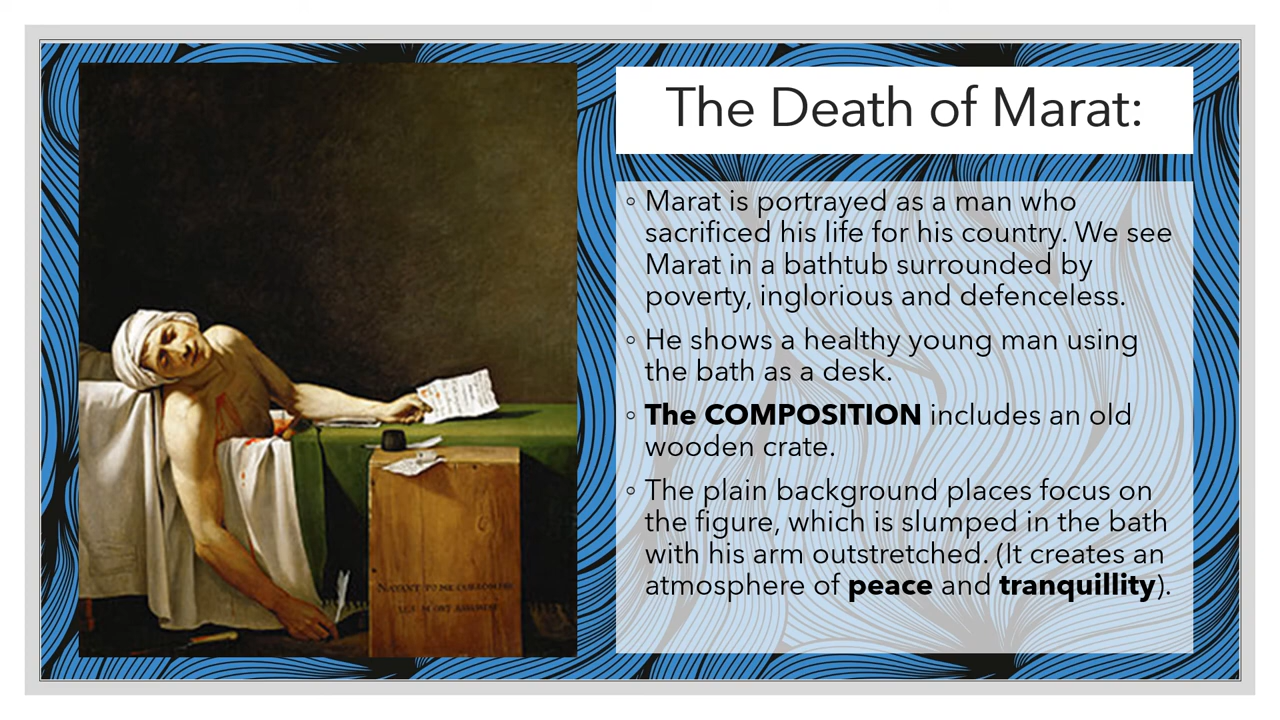 The Death of Marat:
◦ Marat is portrayed as a man who
sacrificed his life for his country. We see
Marat in a bathtub surrounded by
poverty, inglorious and defenceless.
◦ He shows a healthy young man using
the bath as a desk.
◦ The COMPOSITION includes an old
wooden crate.
◦ The plain background places focus on
the figure, which is slumped in the bath
with his arm outstretched. (It creates an
atmosphere of peace and tranquillity).